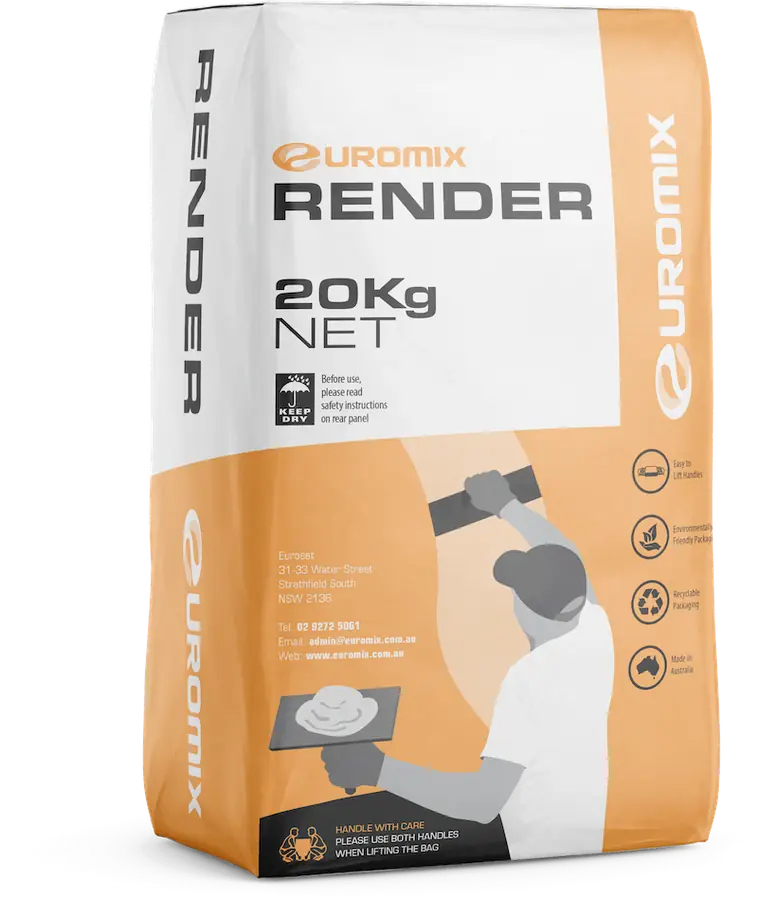 RENDER
EUROMIX
EUROMIX
RENDER
20Kg
NET
KEEP
DRY
Before use,
please read
safety instructions
on rear panel
EUROMIX
Easy to
Lift Handles
Environmentally
Friendly Packag
Recyclable
Packaging
Made in
Australia
Euroset
31-33 Water Street
Strathfield South
NSW 2136
Tel: 02 9272 5061
Email: admin@euromix.com.au
Web: www.euromix.com.au
HANDLE WITH CARE
PLEASE USE BOTH HANDLES
WHEN LIFTING THE BAG